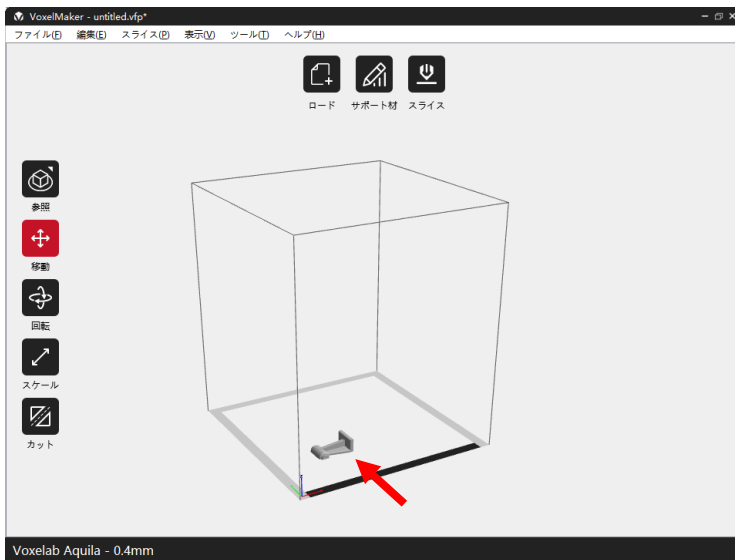 VoxelMaker - untitled.vfp*
ファイル(F) 編集(E) スライス(P) 表示(V) ツール(T) ヘルプ(H)
ロード サポート材 スライス
参照
移動
回転
スケール
カット
Voxelab Aquila - 0.4mm